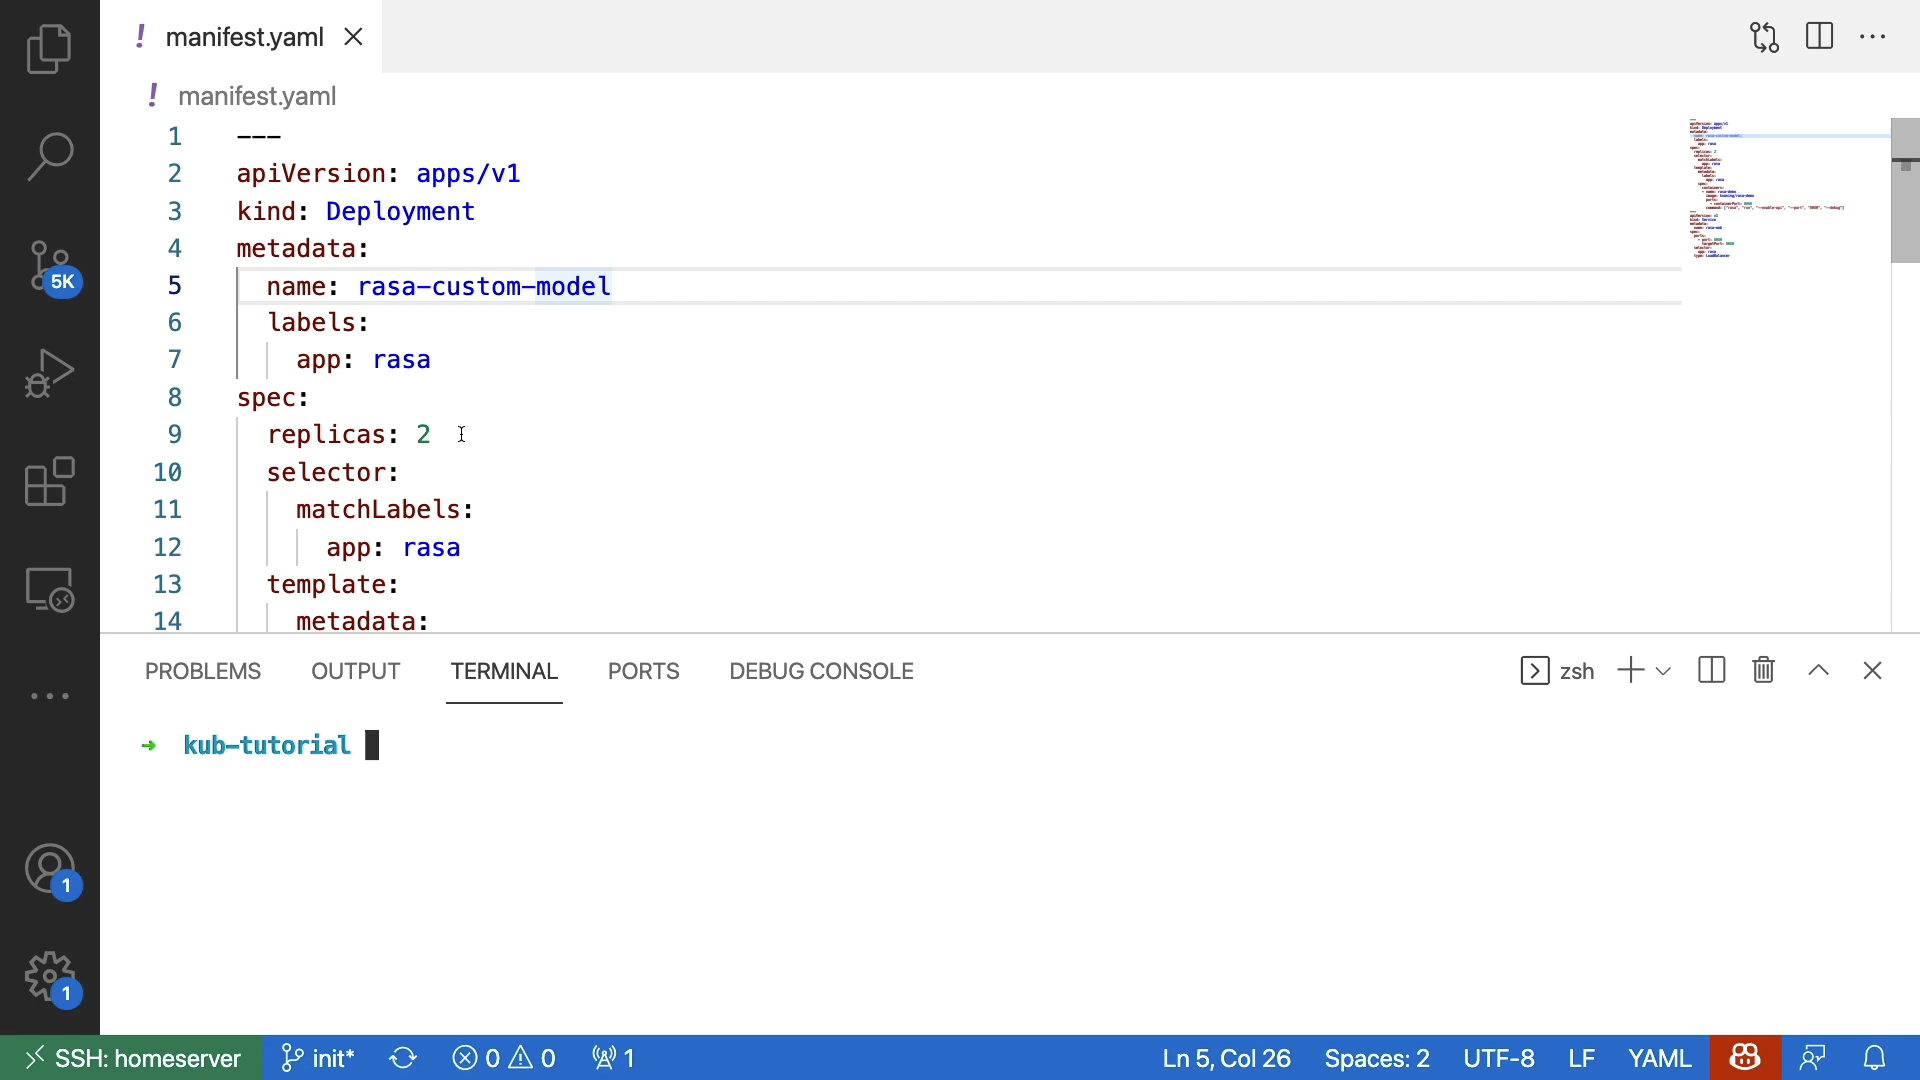 ! manifest.yaml
! manifest.yaml
1 ---
2 apiVersion: apps/v1
3 kind: Deployment
4 metadata:
5 name: rasa-custom-model
6 labels:
7 app: rasa
8 spec:
9 replicas: 2
10 selector:
11 matchLabels:
12 app: rasa
13 template:
14 metadata:
5K
1
1
PROBLEMS OUTPUT TERMINAL PORTS DEBUG CONSOLE zsh
→ kub-tutorial
SSH: homeserver init* 0 0 1 Ln 5, Col 26 Spaces: 2 UTF-8 LF YAML